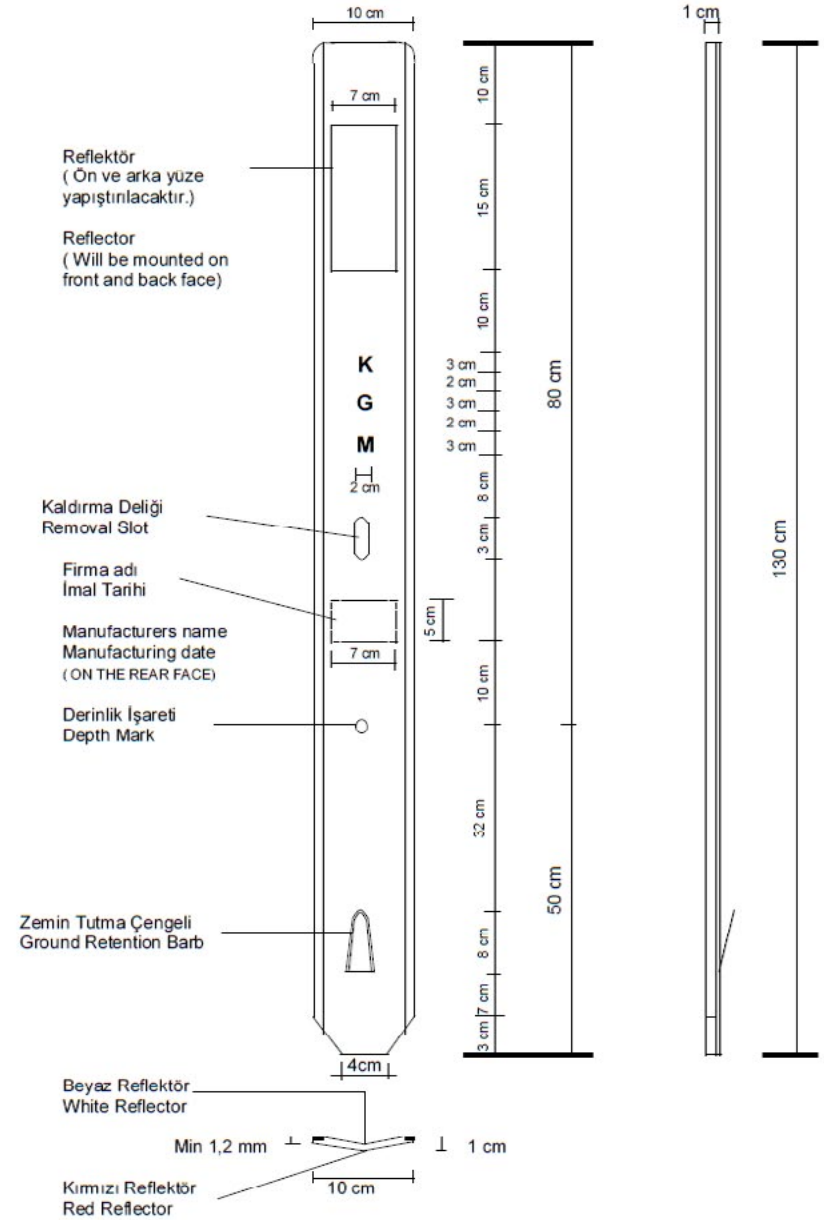 10 cm
1 cm
7 cm
10 cm
Reflektör
( Ön ve arka yüze
yapıştırılacaktır.)
Reflector
( Will be mounted on
front and back face)
15 cm
10 cm
K
G
M
3 cm
2 cm
3 cm
2 cm
3 cm
80 cm
2 cm
8 cm
Kaldırma Deliği
Removal Slot
3 cm
130 cm
Firma adı
İmal Tarihi
Manufacturers name
Manufacturing date
( ON THE REAR FACE)
5 cm
7 cm
10 cm
Derinlik İşareti
Depth Mark
32 cm
50 cm
Zemin Tutma Çengeli
Ground Retention Barb
8 cm
7 cm
3 cm
4cm
Beyaz Reflektör
White Reflector
Min 1,2 mm
1 cm
10 cm
Kırmızı Reflektör
Red Reflector